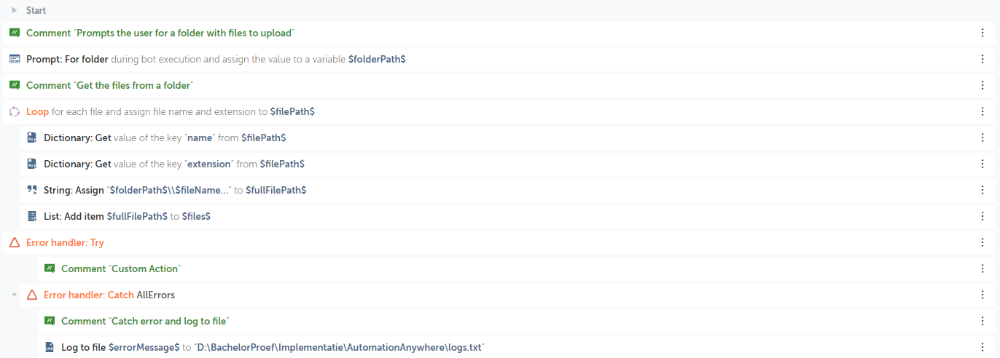 Start
Comment "Prompts the user for a folder with files to upload"
Prompt: For folder during bot execution and assign the value to a variable $folderPath$
Comment "Get the files from a folder"
Loop for each file and assign file name and extension to $filePath$
Dictionary: Get value of the key "name" from $filePath$
Dictionary: Get value of the key "extension" from $filePath$
String: Assign "$folderPath$\\$fileName..." to $fullFilePath$
List: Add item $fullFilePath$ to $files$
Error handler: Try
Comment "Custom Action"
Error handler: Catch AllErrors
Comment "Catch error and log to file"
Log to file $errorMessage$ to "D:\BachelorProef\Implementatie\AutomationAnywhere\logs.txt"